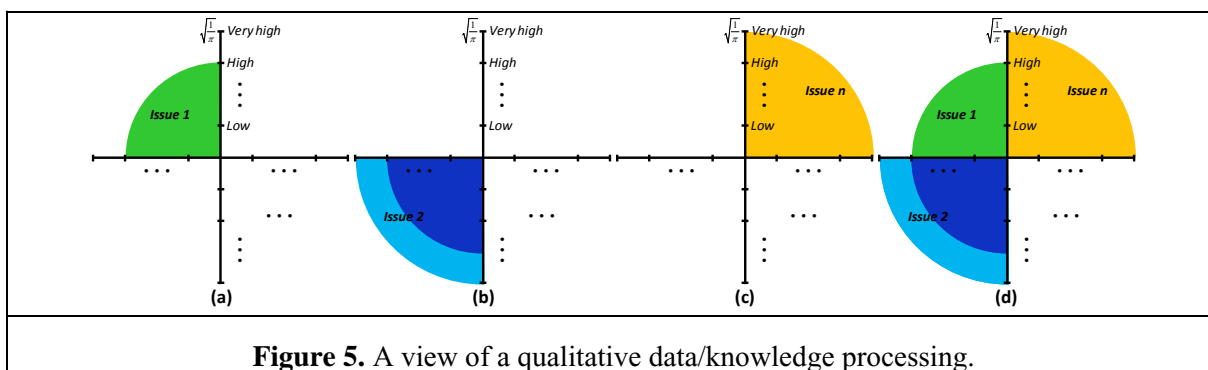 √1/π Very high
High
⋮
Issue 1
Low
... ...
...
⋮
(a)
√1/π Very high
High
⋮
Low
... ...
Issue 2
...
⋮
(b)
√1/π Very high
High
⋮
Issue n
Low
... ...
...
⋮
(c)
√1/π Very high
High
⋮
Issue n
Issue 1
Low
... ...
Issue 2
...
⋮
(d)
Figure 5. A view of a qualitative data/knowledge processing.